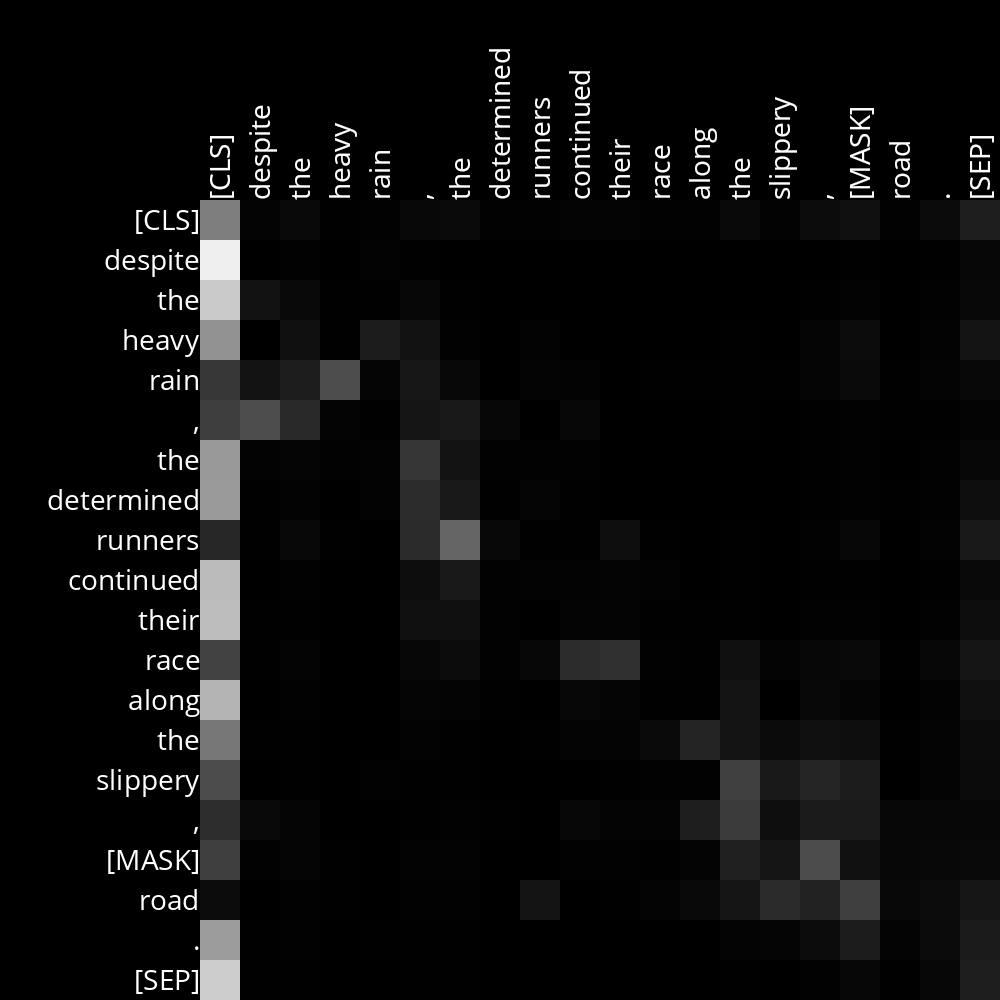 [CLS] despite the heavy rain , the determined runners continued their race along the slippery , [MASK] road . [SEP]
[CLS]
despite
the
heavy
rain
,
the
determined
runners
continued
their
race
along
the
slippery
,
[MASK]
road
.
[SEP]